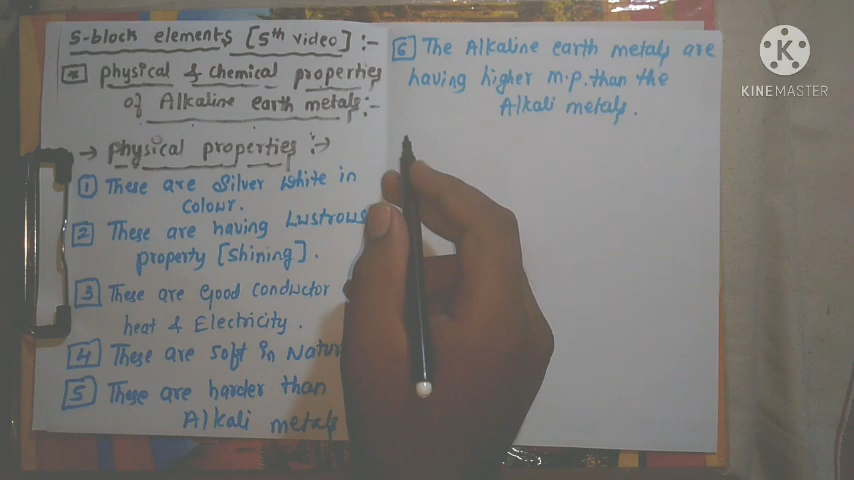 S-block elements [5th video] :-
* physical & chemical properties
of Alkaline earth metals:-
→ physical properties :→
1 These are Silver white in
colour.
2 These are having Lustrous
property [shining].
3 These are Good conductor
heat & Electricity.
4 These are soft in
5 These are harder than
Alkali metals
6 The Alkaline earth metals are
having higher m.p. than the
Alkali metals.
KINEMASTER